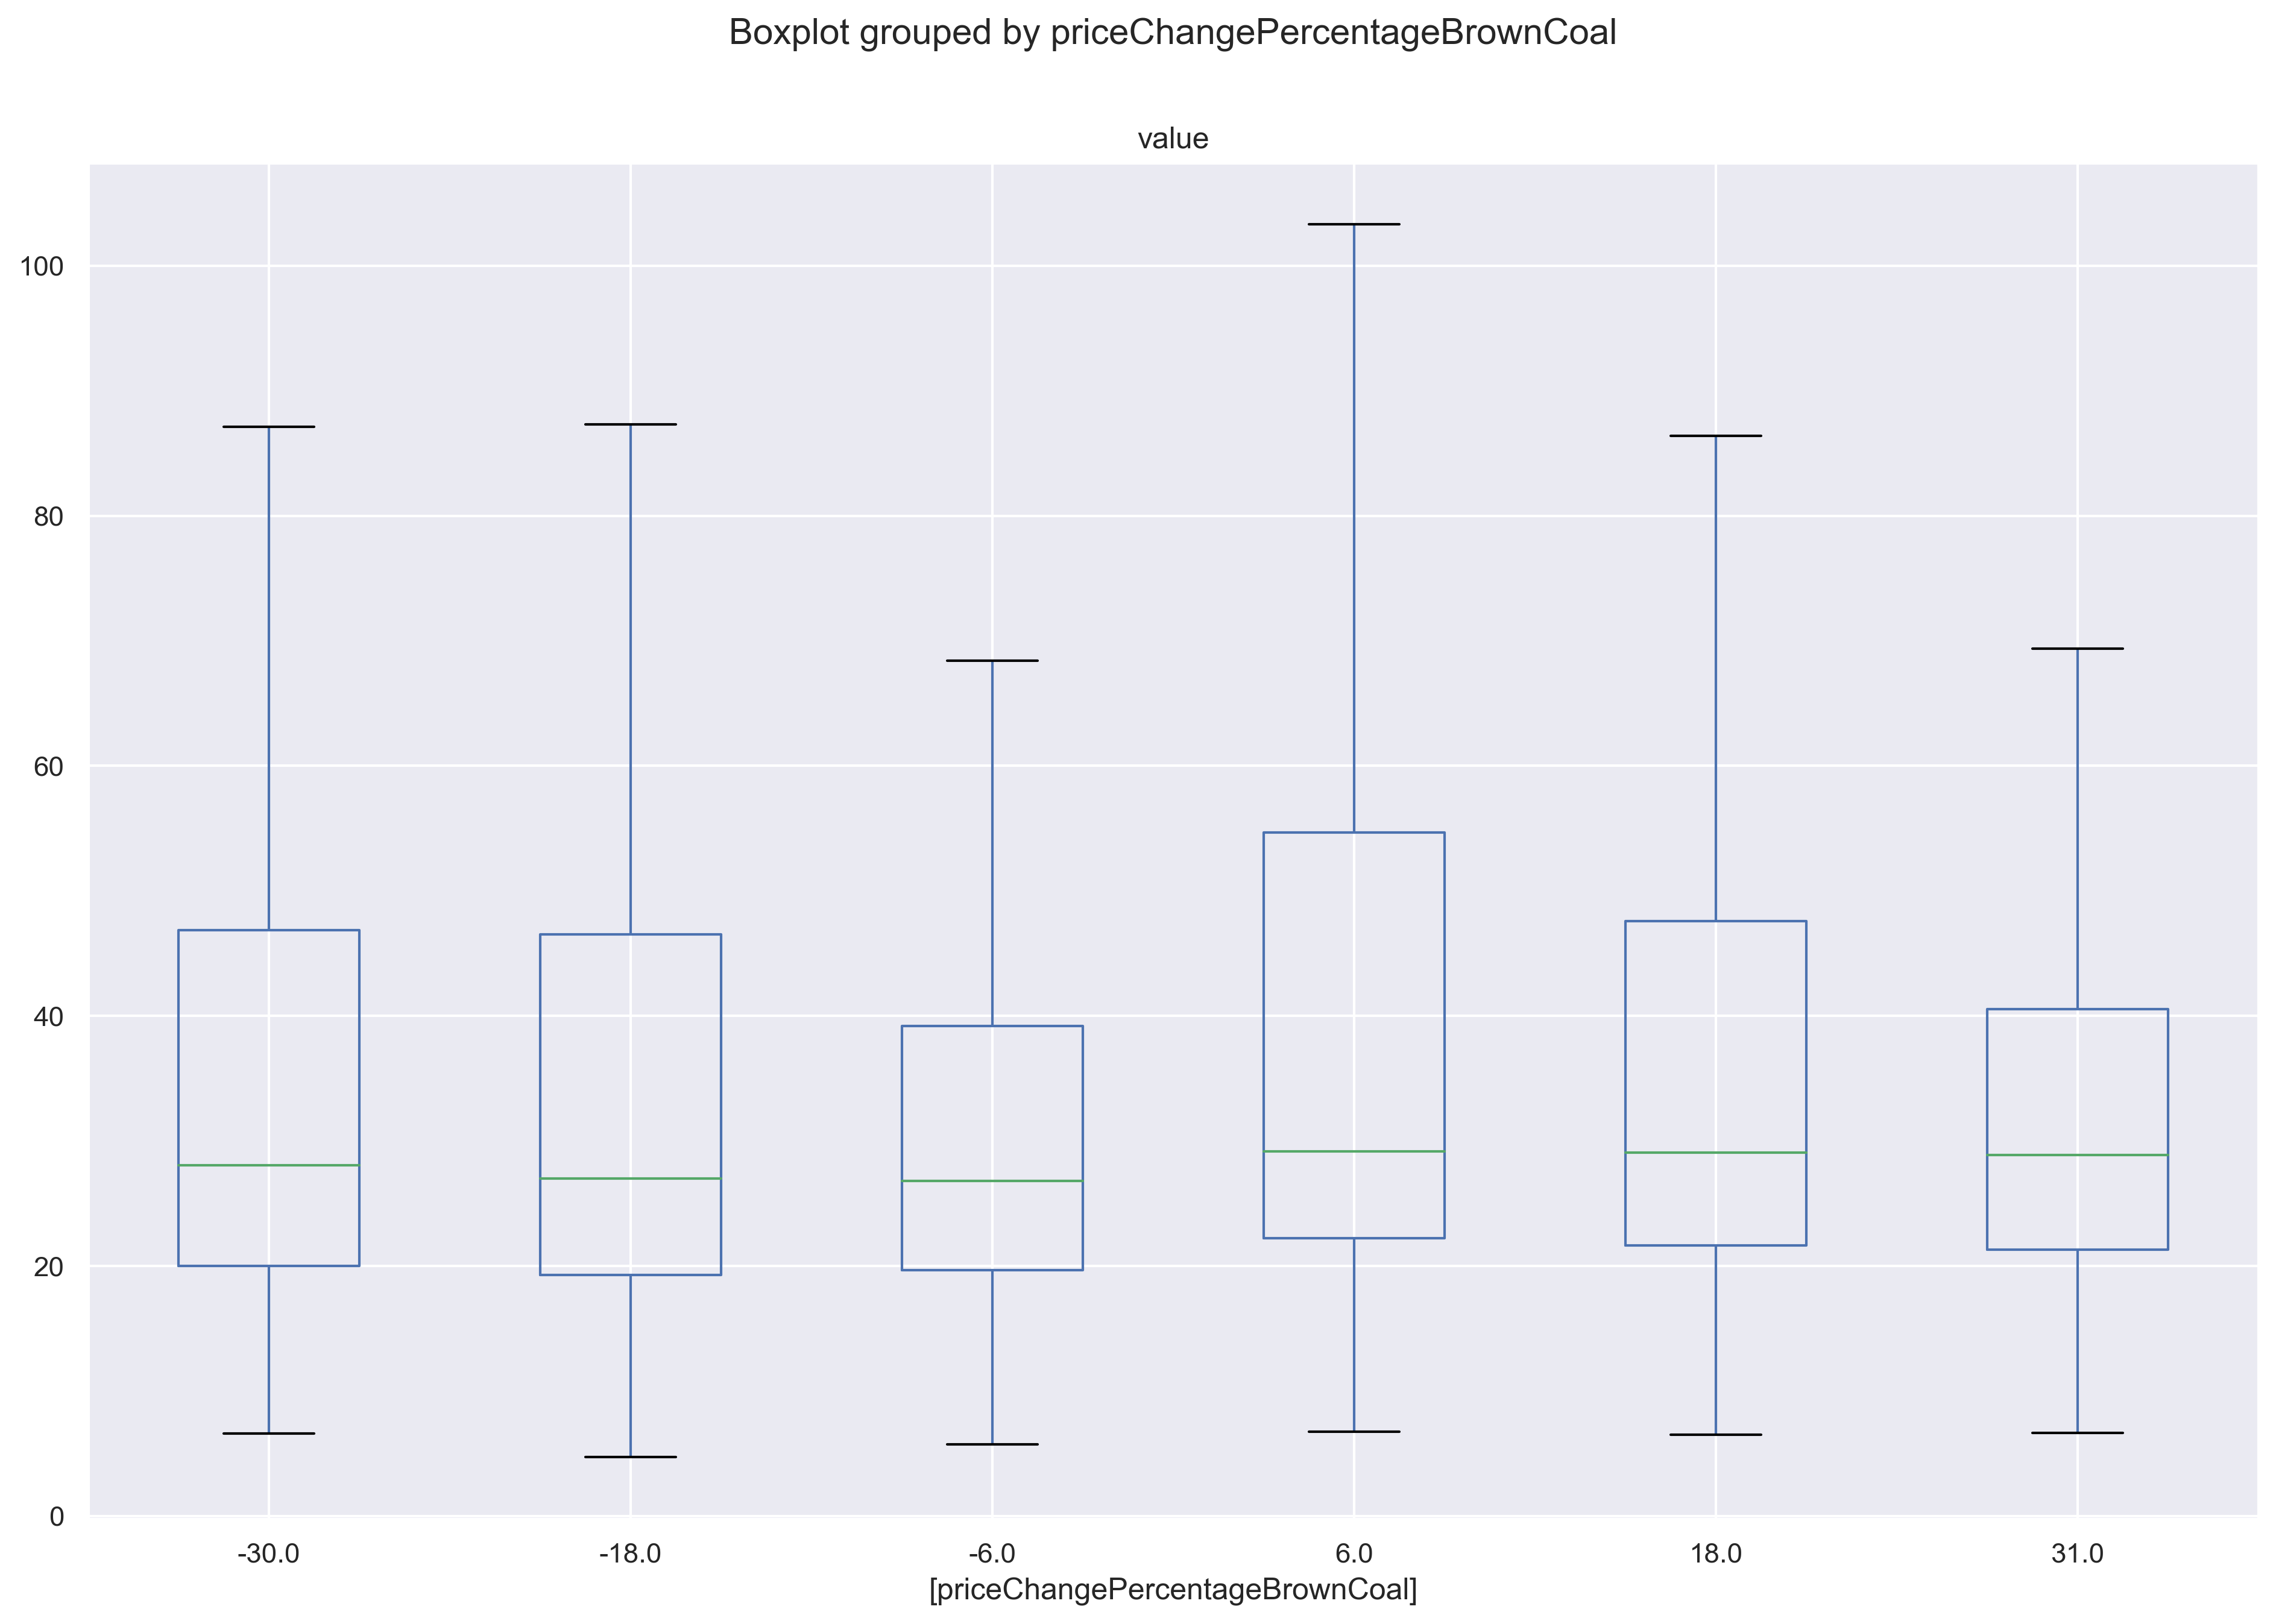 Boxplot grouped by priceChangePercentageBrownCoal
value
100
80
60
40
20
0
-30.0 -18.0 -6.0 6.0 18.0 31.0
[priceChangePercentageBrownCoal]